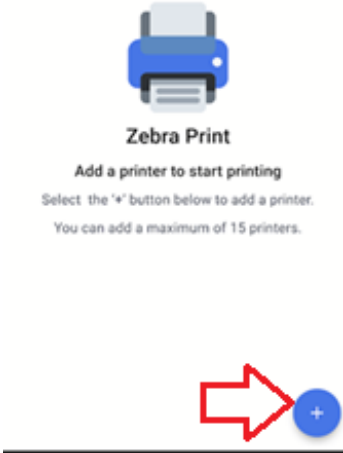 Zebra Print
Add a printer to start printing
Select the '+' button below to add a printer.
You can add a maximum of 15 printers.
+